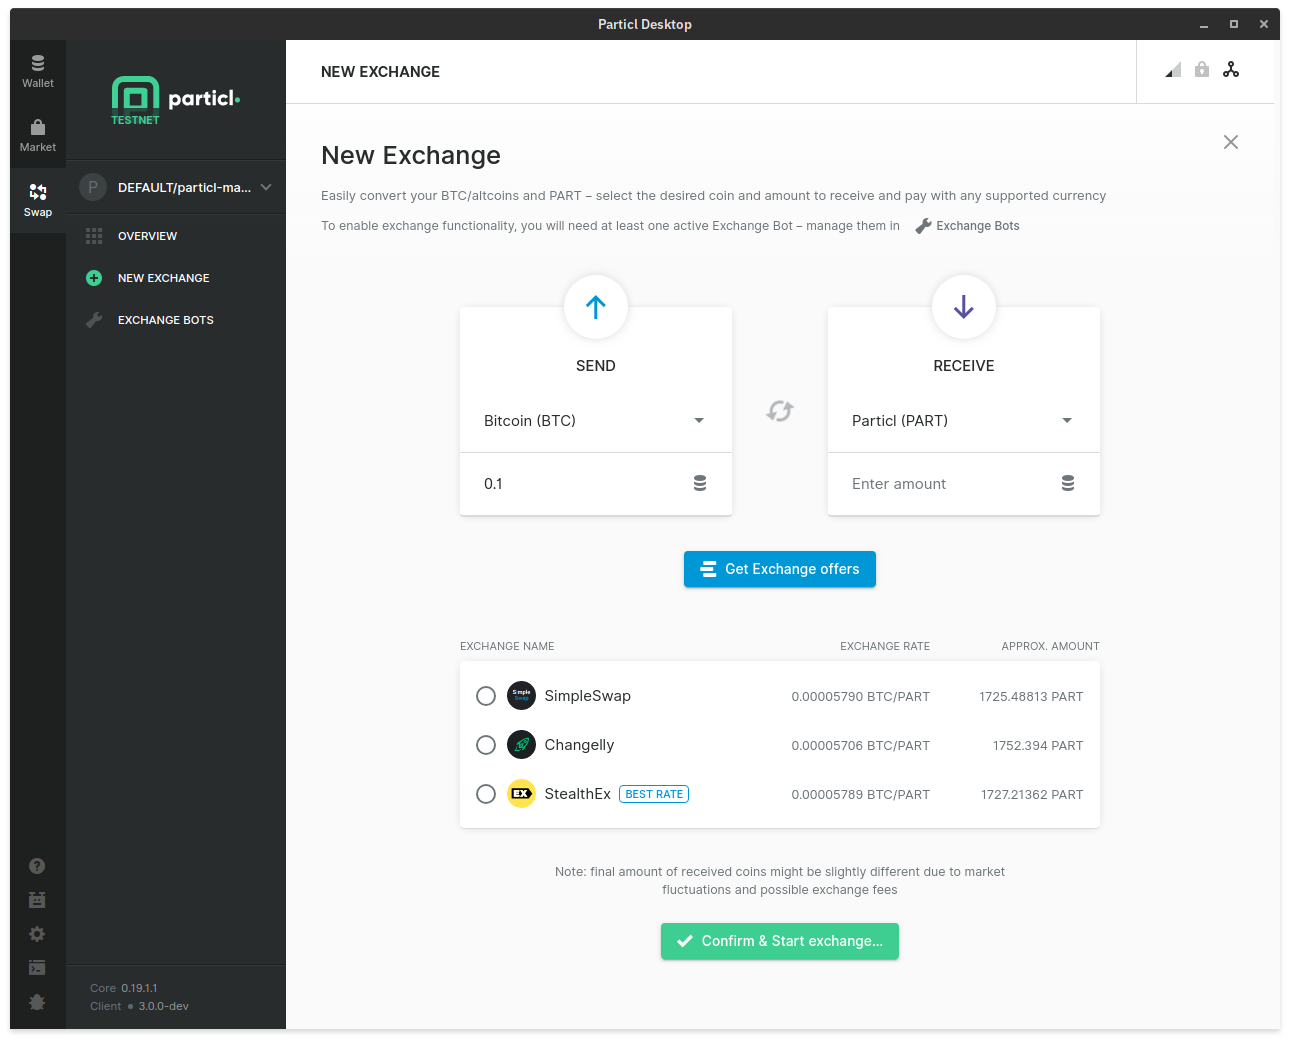 Particl Desktop
Wallet
Market
Swap
particl
TESTNET
P DEFAULT/particl-ma...
OVERVIEW
NEW EXCHANGE
EXCHANGE BOTS
Core 0.19.1.1
Client 3.0.0-dev
NEW EXCHANGE
New Exchange
Easily convert your BTC/altcoins and PART – select the desired coin and amount to receive and pay with any supported currency
To enable exchange functionality, you will need at least one active Exchange Bot – manage them in Exchange Bots
SEND
Bitcoin (BTC)
0.1
RECEIVE
Particl (PART)
Enter amount
Get Exchange offers
EXCHANGE NAME EXCHANGE RATE APPROX. AMOUNT
Simple Swap SimpleSwap 0.00005790 BTC/PART 1725.48813 PART
Changelly 0.00005706 BTC/PART 1752.394 PART
EX StealthEx BEST RATE 0.00005789 BTC/PART 1727.21362 PART
Note: final amount of received coins might be slightly different due to market
fluctuations and possible exchange fees
Confirm & Start exchange...